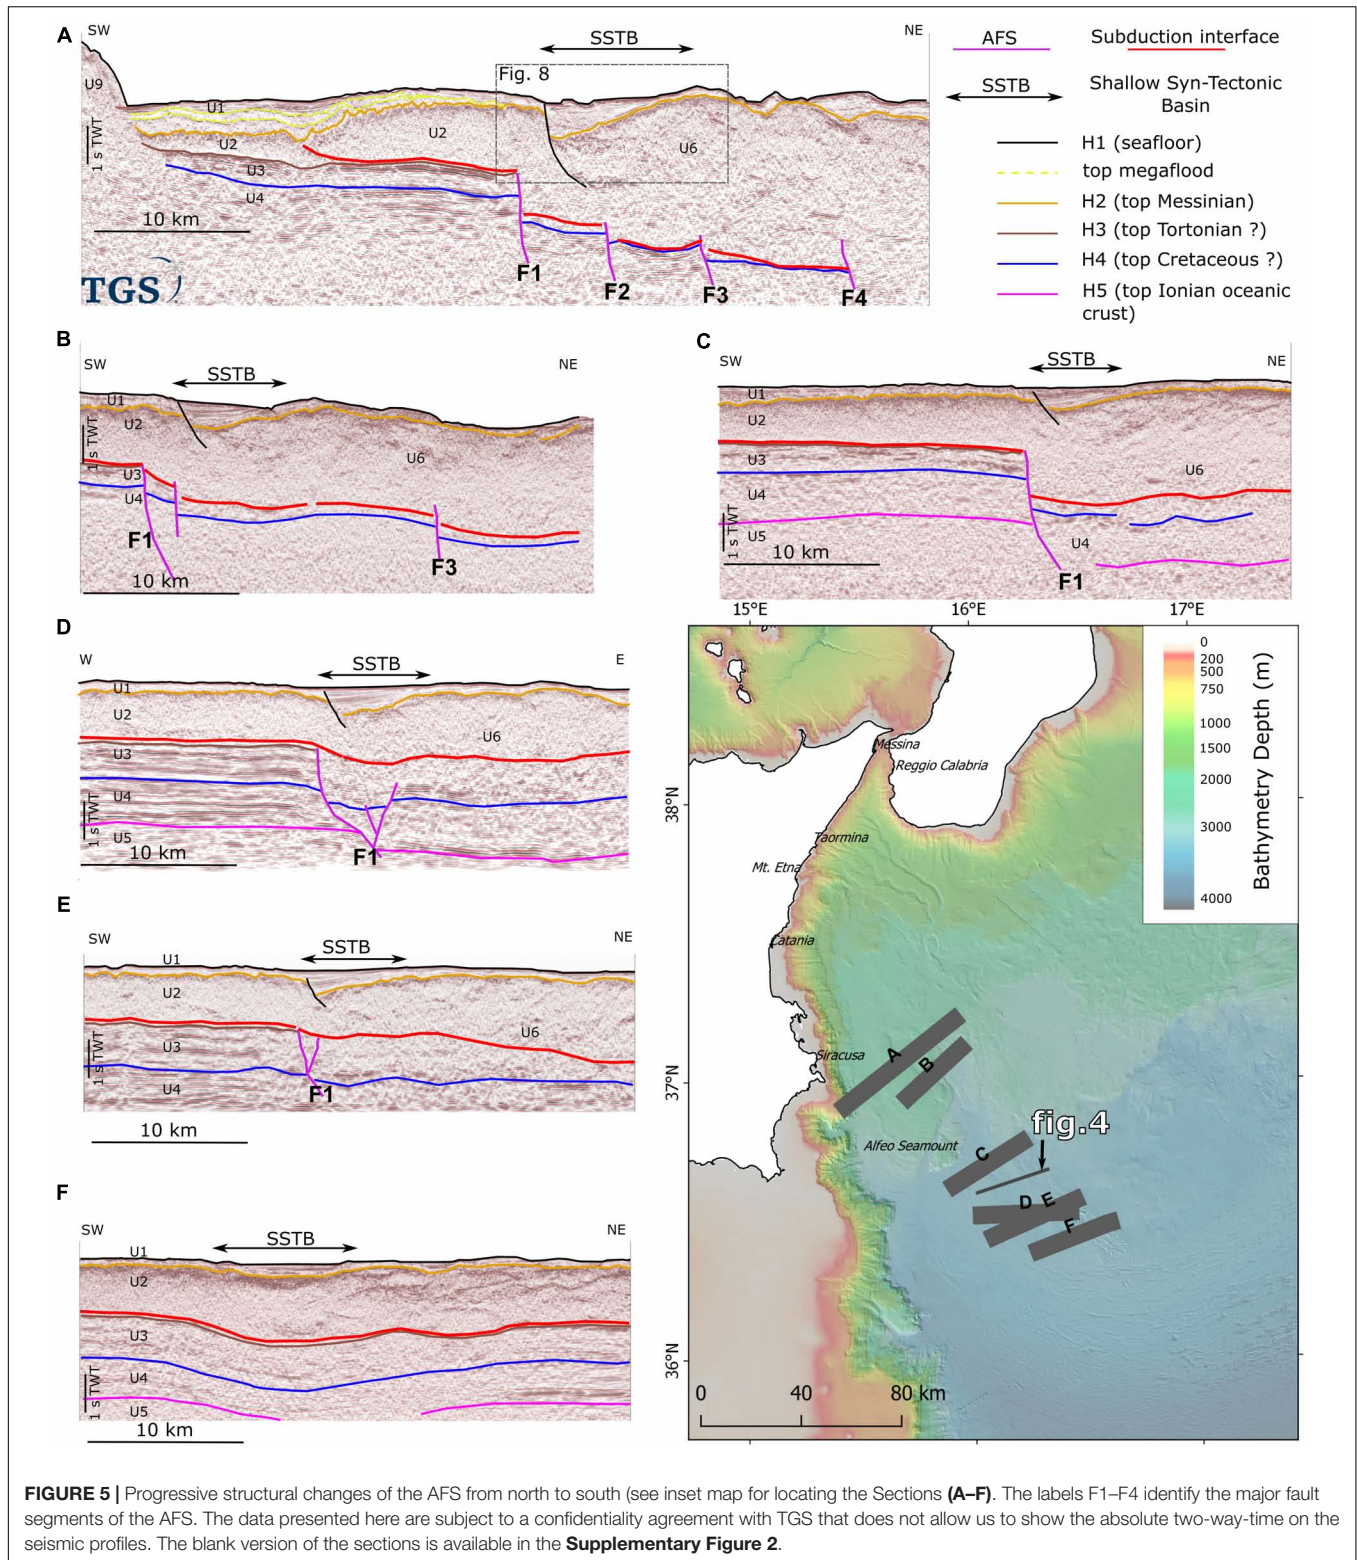 A
SW
SSTB
NE
Fig. 8
U9
U1
U2
U2
U6
U3
U4
1 s TWT
10 km
TGS
F1
F2
F3
F4
AFS
Subduction interface
SSTB
Shallow Syn-Tectonic
Basin
H1 (seafloor)
top megaflood
H2 (top Messinian)
H3 (top Tortonian ?)
H4 (top Cretaceous ?)
H5 (top Ionian oceanic
crust)
B
SW
SSTB
NE
U1
U2
1 s TWT
U6
U3
U4
F1
F3
10 km
C
SW
SSTB
NE
U1
U2
U3
U6
U4
1 s TWT
U5
U4
10 km
F1
D
W
SSTB
E
U1
U2
U6
U3
U4
1 s TWT
U5
10 km
F1
E
SW
SSTB
NE
U1
U2
U6
U3
1 s TWT
U4
F1
10 km
F
SW
SSTB
NE
U1
U2
U3
U4
1 s TWT
U5
10 km
15°E
16°E
17°E
38°N
37°N
36°N
0
200
500
750
1000
1500
2000
3000
4000
Bathymetry Depth (m)
Messina
Reggio Calabria
Taormina
Mt. Etna
Catania
Siracusa
Alfeo Seamount
A
B
C
fig.4
D
E
F
0 40 80 km
FIGURE 5 | Progressive structural changes of the AFS from north to south (see inset map for locating the Sections (A–F). The labels F1–F4 identify the major fault
segments of the AFS. The data presented here are subject to a confidentiality agreement with TGS that does not allow us to show the absolute two-way-time on the
seismic profiles. The blank version of the sections is available in the Supplementary Figure 2.